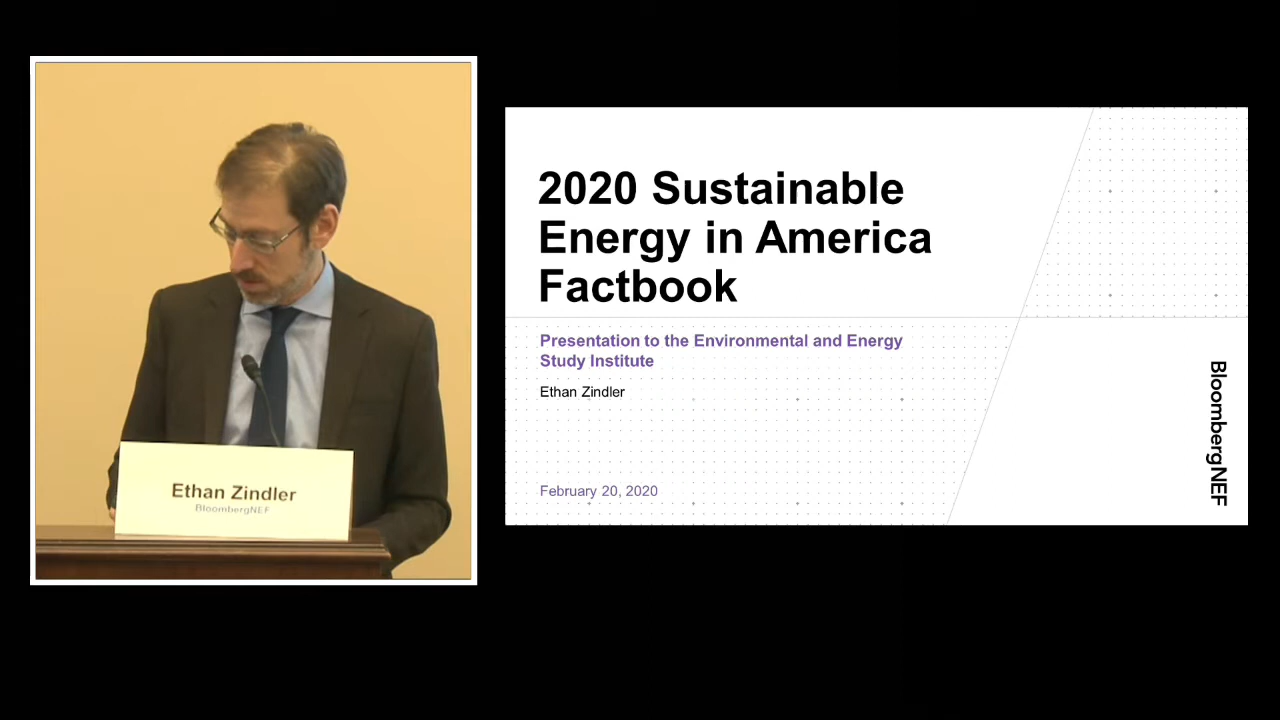 Ethan Zindler
BloombergNEF
2020 Sustainable
Energy in America
Factbook
Presentation to the Environmental and Energy
Study Institute
Ethan Zindler
February 20, 2020
BloombergNEF